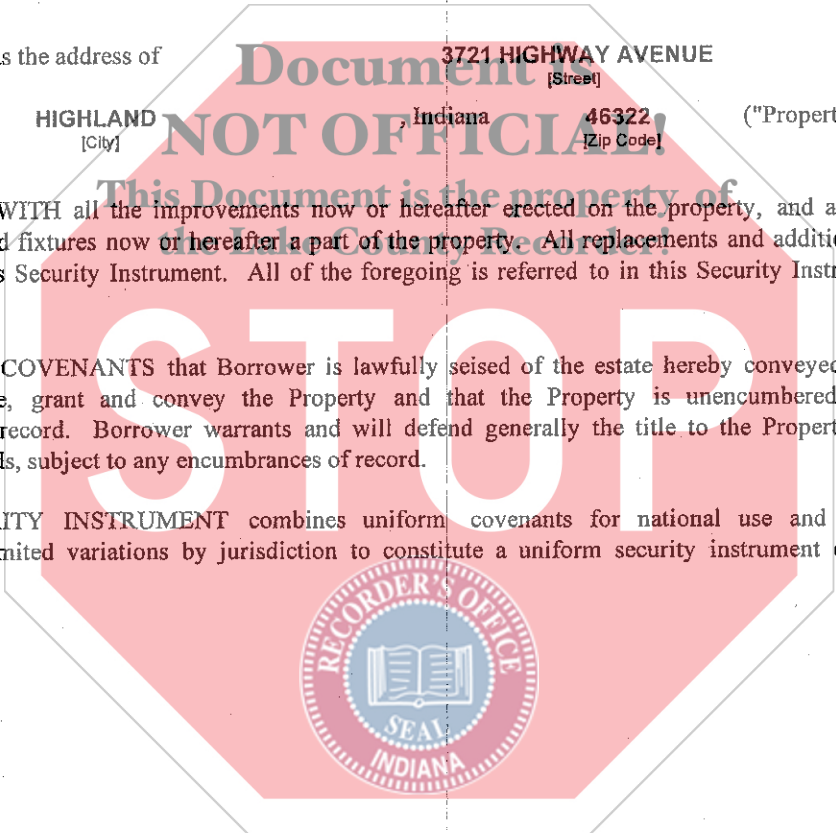 s the address of 3721 HIGHWAY AVENUE
[Street]
HIGHLAND , Indiana 46322 ("Propert
[City] [Zip Code]
Document is
NOT OFFICIAL!
This Document is the property of
the Lake County Recorder!
WITH all the improvements now or hereafter erected on the property, and a
d fixtures now or hereafter a part of the property. All replacements and additi
s Security Instrument. All of the foregoing is referred to in this Security Instr
STOP
COVENANTS that Borrower is lawfully seised of the estate hereby conveyed
e, grant and convey the Property and that the Property is unencumbered
record. Borrower warrants and will defend generally the title to the Propert
ds, subject to any encumbrances of record.
RITY INSTRUMENT combines uniform covenants for national use and
mited variations by jurisdiction to constitute a uniform security instrument
RECORDER'S OFFICE
SEAL
INDIANA